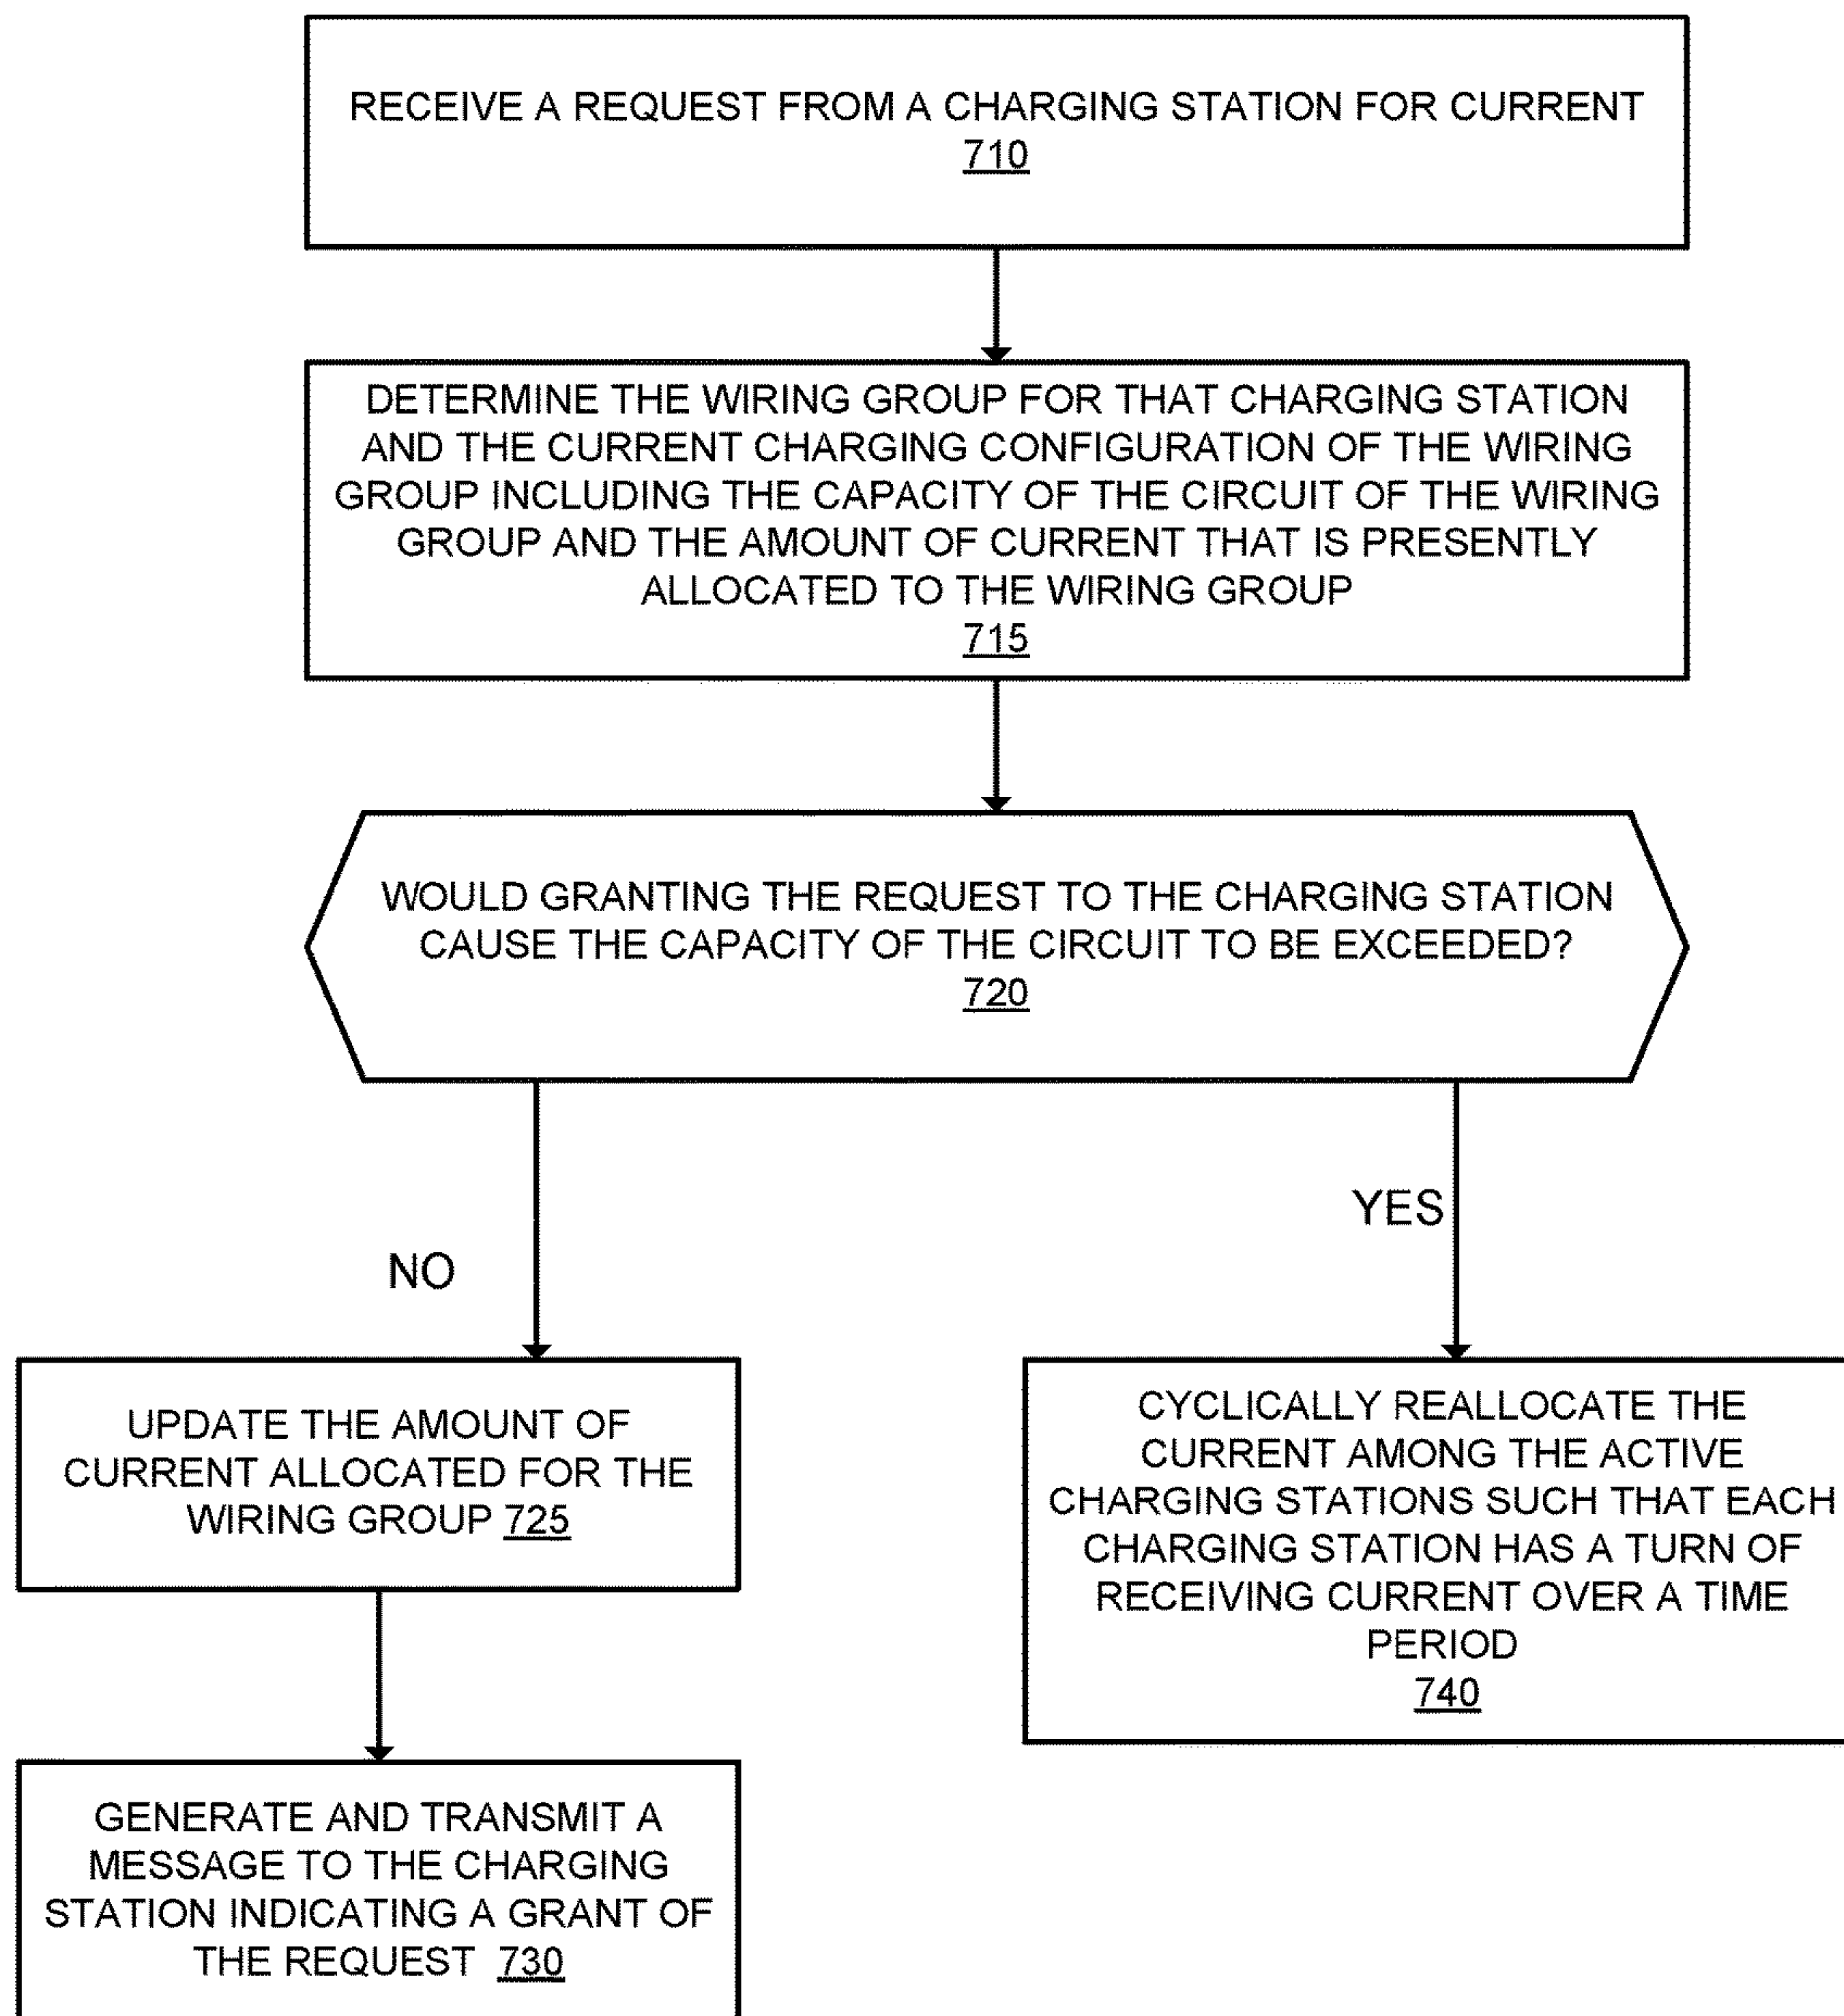 RECEIVE A REQUEST FROM A CHARGING STATION FOR CURRENT
710
DETERMINE THE WIRING GROUP FOR THAT CHARGING STATION
AND THE CURRENT CHARGING CONFIGURATION OF THE WIRING
GROUP INCLUDING THE CAPACITY OF THE CIRCUIT OF THE WIRING
GROUP AND THE AMOUNT OF CURRENT THAT IS PRESENTLY
ALLOCATED TO THE WIRING GROUP
715
WOULD GRANTING THE REQUEST TO THE CHARGING STATION
CAUSE THE CAPACITY OF THE CIRCUIT TO BE EXCEEDED?
720
NO
YES
UPDATE THE AMOUNT OF
CURRENT ALLOCATED FOR THE
WIRING GROUP 725
GENERATE AND TRANSMIT A
MESSAGE TO THE CHARGING
STATION INDICATING A GRANT OF
THE REQUEST 730
CYCLICALLY REALLOCATE THE
CURRENT AMONG THE ACTIVE
CHARGING STATIONS SUCH THAT EACH
CHARGING STATION HAS A TURN OF
RECEIVING CURRENT OVER A TIME
PERIOD
740